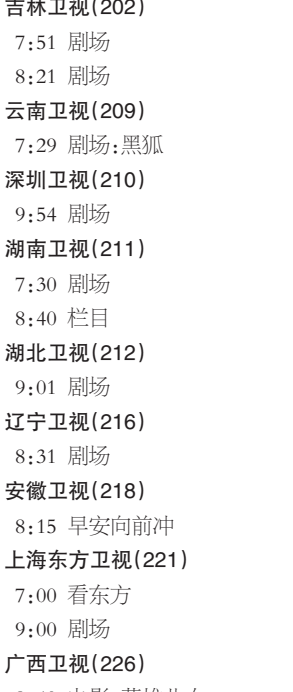 吉林卫视(202)
7:51 剧场
8:21 剧场
云南卫视(209)
7:29 剧场:黑狐
深圳卫视(210)
9:54 剧场
湖南卫视(211)
7:30 剧场
8:40 栏目
湖北卫视(212)
9:01 剧场
辽宁卫视(216)
8:31 剧场
安徽卫视(218)
8:15 早安向前冲
上海东方卫视(221)
7:00 看东方
9:00 剧场
广西卫视(226)